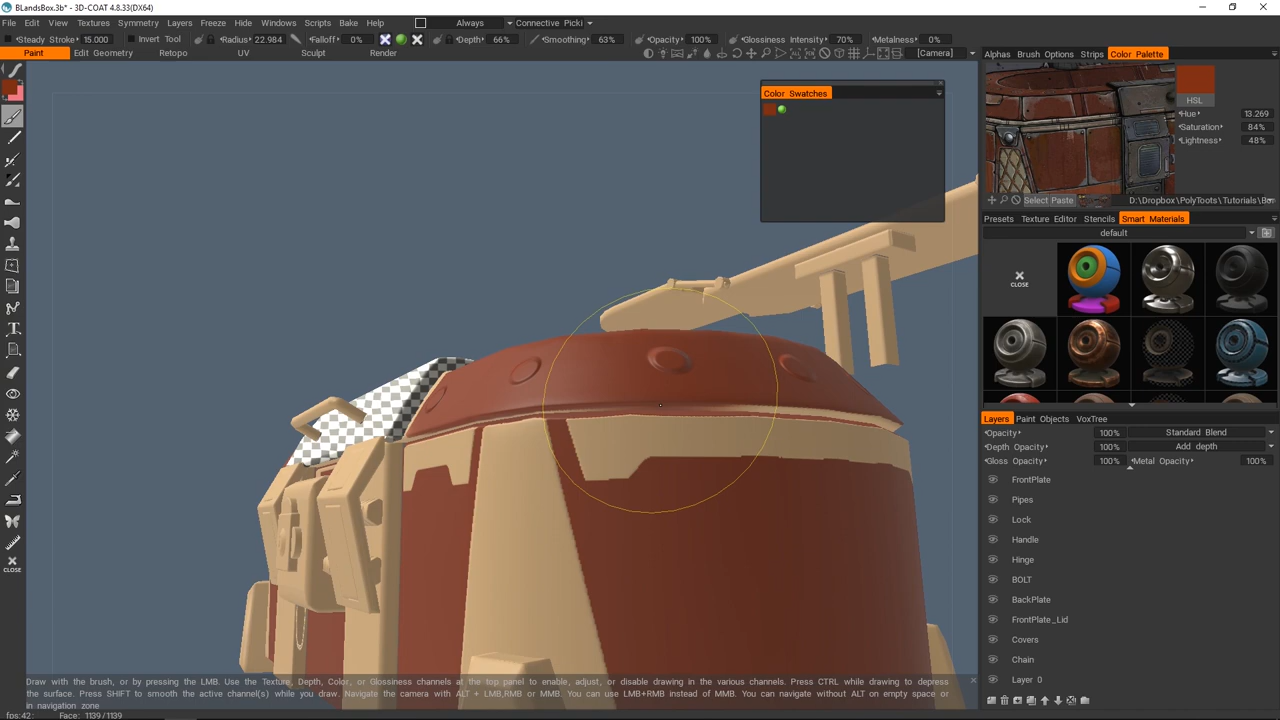 BLandsBox.3b* - 3D-COAT 4.8.33(DX64)
File Edit View Textures Symmetry Layers Freeze Hide Windows Scripts Bake Help Always Connective Picki
Steady Stroke 15.000 Invert Tool Radius 22.984 Falloff 0% Depth 66% Smoothing 63% Opacity 100% Glossiness Intensity 70% Metalness 0%
Paint Edit Geometry Retopo UV Sculpt Render [Camera]
Alphas Brush Options Strips Color Palette
Color Swatches
HSL
Hue 13.269
Saturation 84%
Lightness 48%
Select Paste
Presets Texture Editor Stencils Smart Materials
default
CLOSE
Layers Paint Objects VoxTree
Opacity 100% Standard Blend
Depth Opacity 100% Add depth
Gloss Opacity 100% Metal Opacity 100%
FrontPlate
Pipes
Lock
Handle
Hinge
BOLT
BackPlate
FrontPlate_Lid
Covers
Chain
Layer 0
CLOSE
Draw with the brush, or by pressing the LMB. Use the Texture, Depth, Color, or Glossiness channels at the top panel to enable, adjust, or disable drawing in the various channels. Press CTRL while drawing to depress
the surface. Press SHIFT to smooth the active channel(s) while you draw. Navigate the camera with ALT + LMB,RMB or MMB. You can use LMB+RMB instead of MMB. You can navigate without ALT on empty space or
in navigation zone
fps:42; Face: 1139/1139